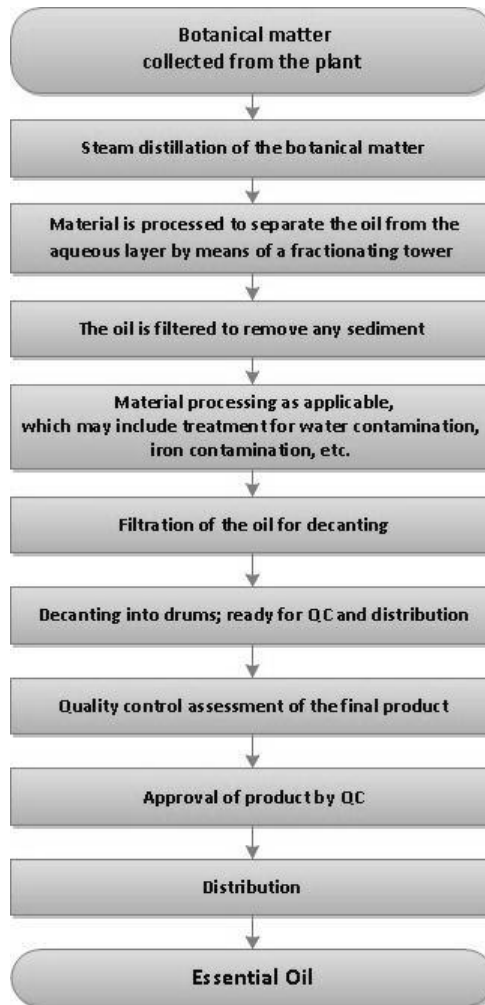 Botanical matter
collected from the plant
Steam distillation of the botanical matter
Material is processed to separate the oil from the
aqueous layer by means of a fractionating tower
The oil is filtered to remove any sediment
Material processing as applicable,
which may include treatment for water contamination,
iron contamination, etc.
Filtration of the oil for decanting
Decanting into drums; ready for QC and distribution
Quality control assessment of the final product
Approval of product by QC
Distribution
Essential Oil